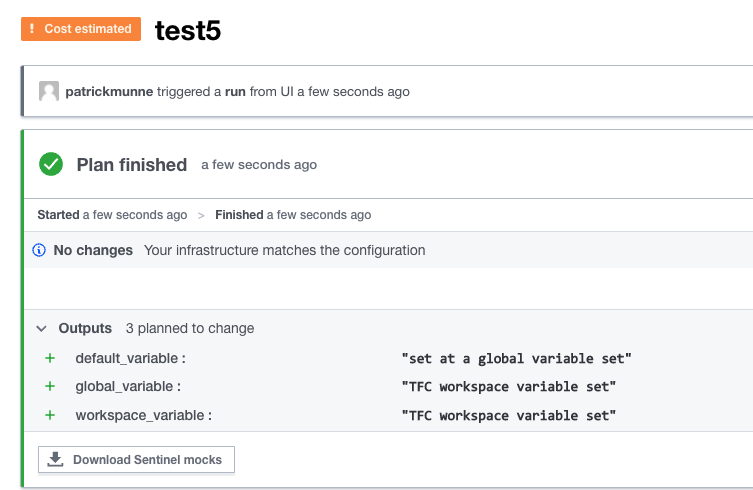 ! Cost estimated test5
patrickmunne triggered a run from UI a few seconds ago
Plan finished a few seconds ago
Started a few seconds ago > Finished a few seconds ago
No changes Your infrastructure matches the configuration
Outputs 3 planned to change
+ default_variable : "set at a global variable set"
+ global_variable : "TFC workspace variable set"
+ workspace_variable : "TFC workspace variable set"
Download Sentinel mocks